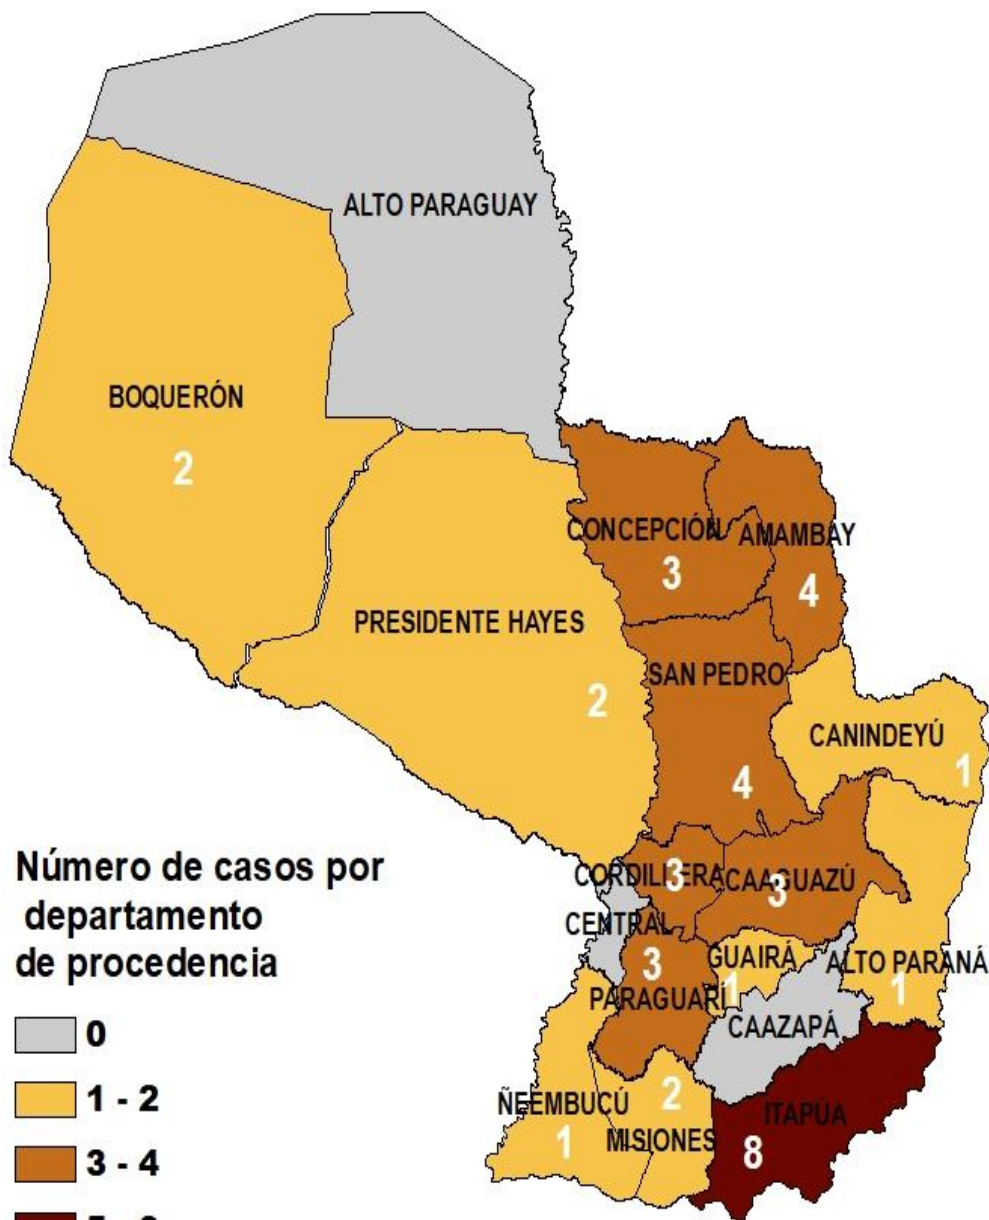 ALTO PARAGUAY
BOQUERÓN
2
CONCEPCIÓN
3
AMAMBAY
4
PRESIDENTE HAYES
2
SAN PEDRO
4
CANINDEYÚ
1
CORDILLERA
3
CAAGUAZÚ
3
CENTRAL
3
PARAGUARÍ
GUAIRÁ
1
ALTO PARANÁ
1
CAAZAPÁ
ÑEEMBUCÚ
1
2
MISIONES
ITAPÚA
8
Número de casos por
departamento
de procedencia
0
1 - 2
3 - 4